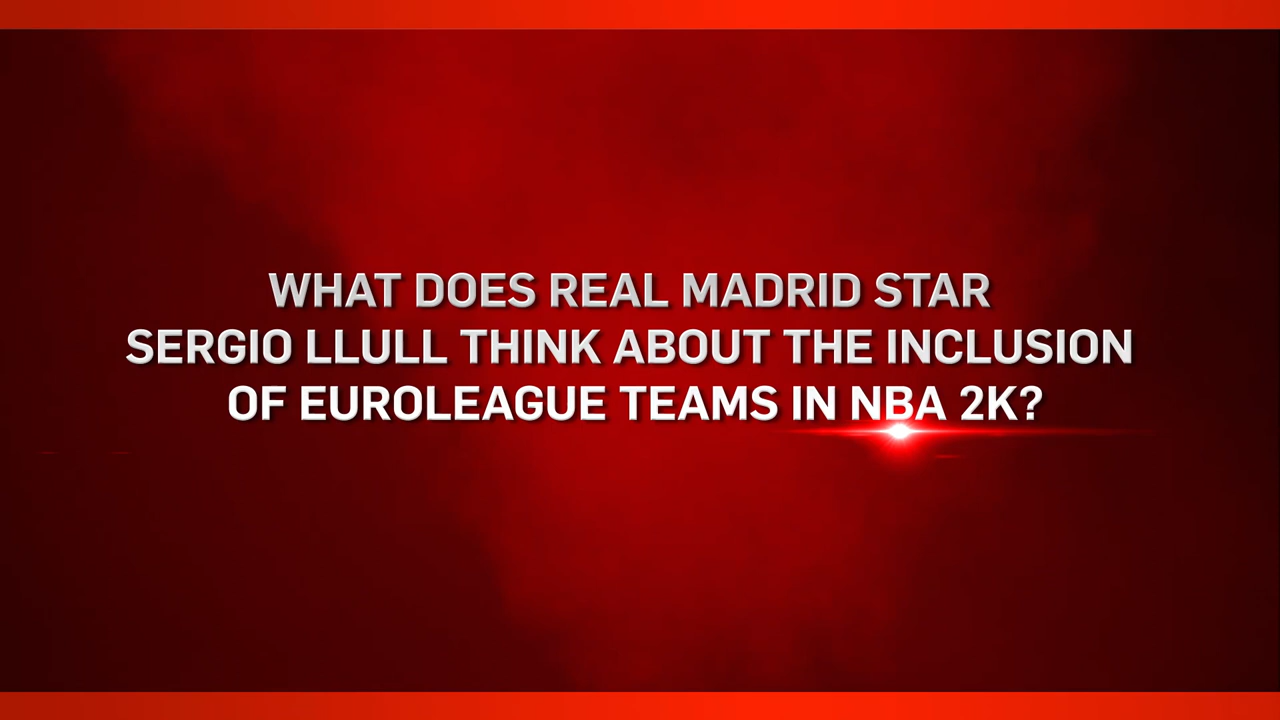 WHAT DOES REAL MADRID STAR
SERGIO LLULL THINK ABOUT THE INCLUSION
OF EUROLEAGUE TEAMS IN NBA 2K?